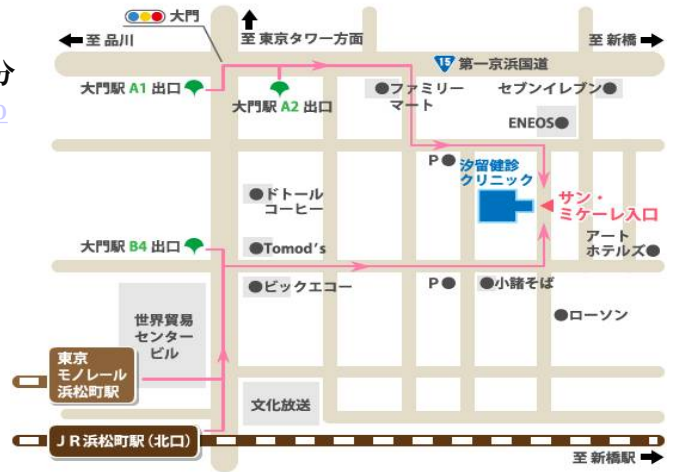 大門
至 品川
至 東京タワー方面
至 新橋
分
15 第一京浜国道
大門駅 A1 出口
大門駅 A2 出口
ファミリー
マート
セブンイレブン
ENEOS
P
汐留健診
クリニック
サン・
ミケーレ入口
ドトール
コーヒー
アート
ホテルズ
大門駅 B4 出口
Tomod's
ビックエコー
P
小諸そば
ローソン
世界貿易
センター
ビル
東京
モノレール
浜松町駅
文化放送
JR浜松町駅(北口)
至 新橋駅